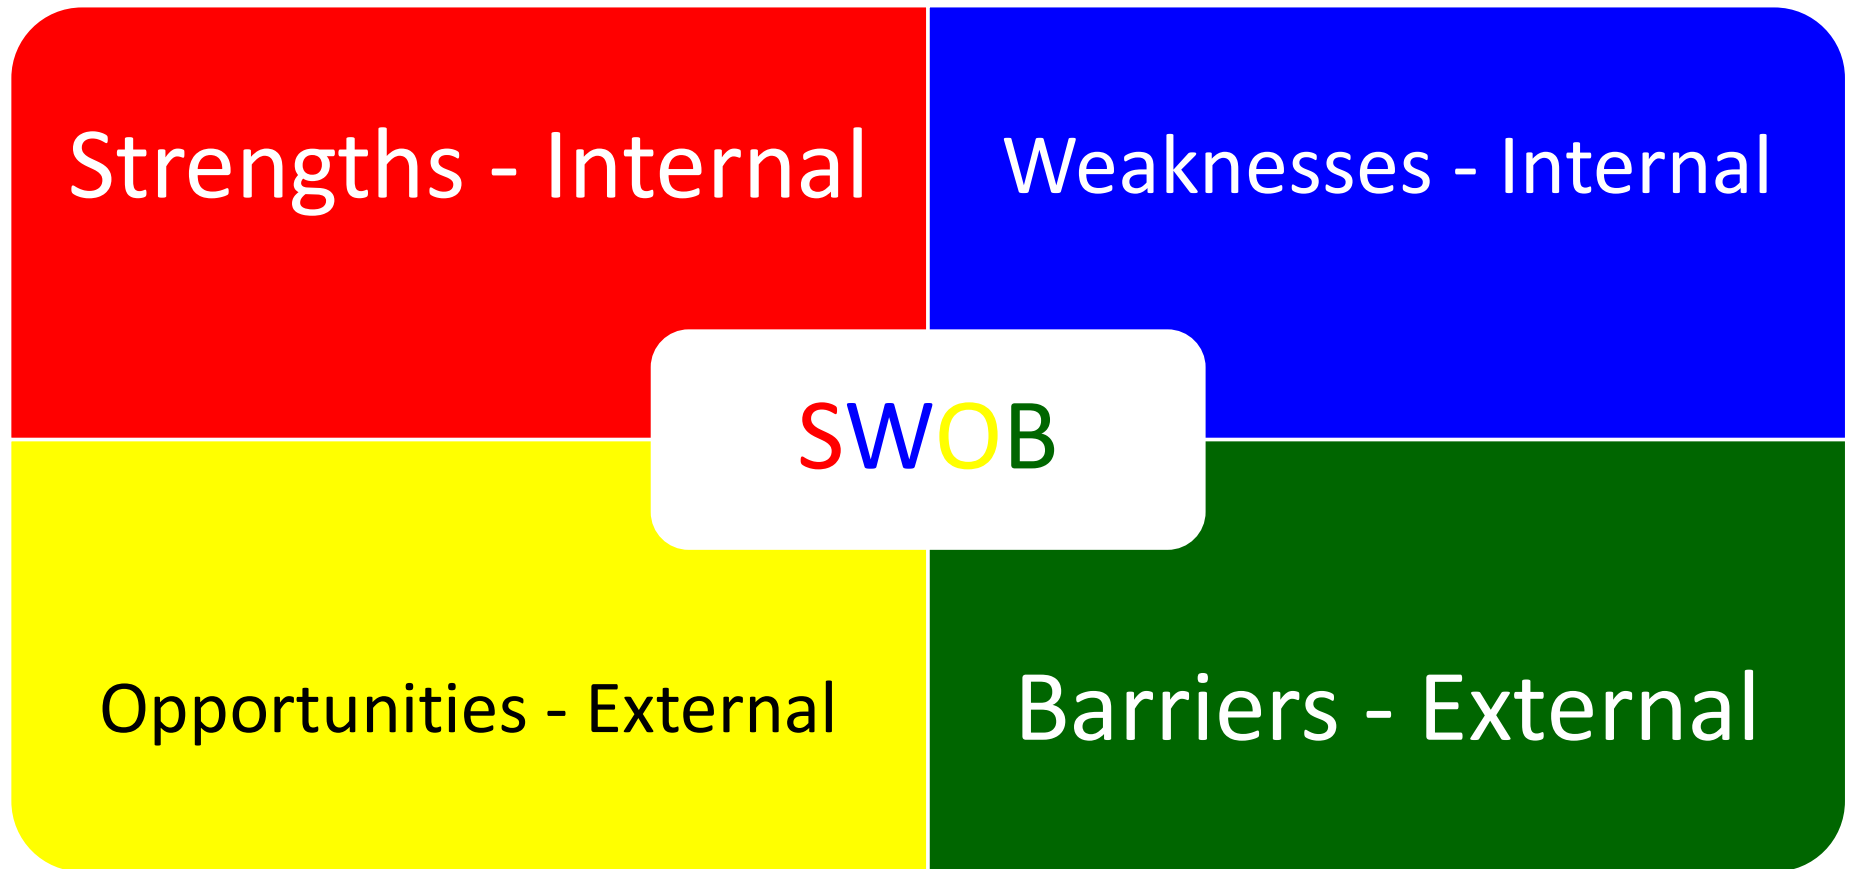 Strengths - Internal
Weaknesses - Internal
SWOB
Opportunities - External
Barriers - External